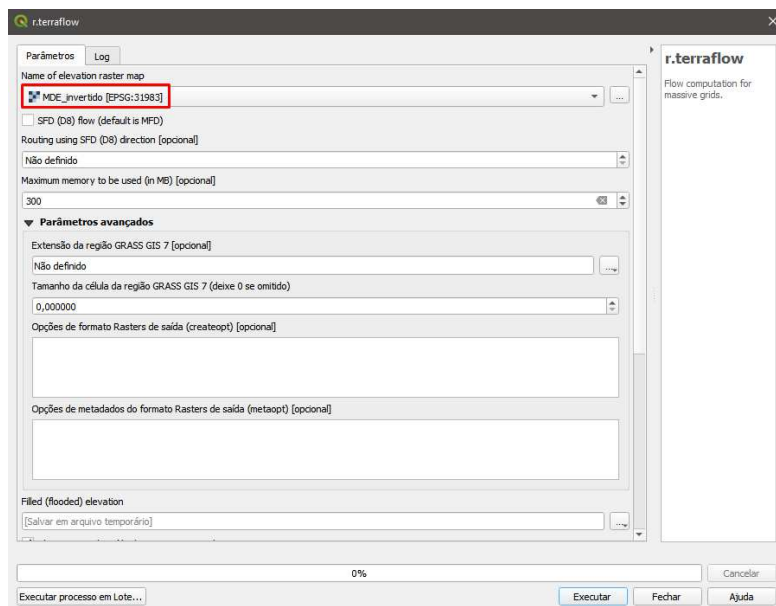 r.terraflow
Parâmetros
Log
Name of elevation raster map
MDE_invertido [EPSG:31983]
...
SFD (D8) flow (default is MFD)
Routing using SFD (D8) direction [opcional]
Não definido
Maximum memory to be used (in MB) [opcional]
300
Parâmetros avançados
Extensão da região GRASS GIS 7 [opcional]
Não definido
...
Tamanho da célula da região GRASS GIS 7 (deixe 0 se omitido)
0,000000
Opções de formato Rasters de saída (createopt) [opcional]
Opções de metadados do formato Rasters de saída (metaopt) [opcional]
Filled (flooded) elevation
[Salvar em arquivo temporário]
...
0%
Cancelar
Executar processo em Lote...
Executar
Fechar
Ajuda
r.terraflow
Flow computation for
massive grids.